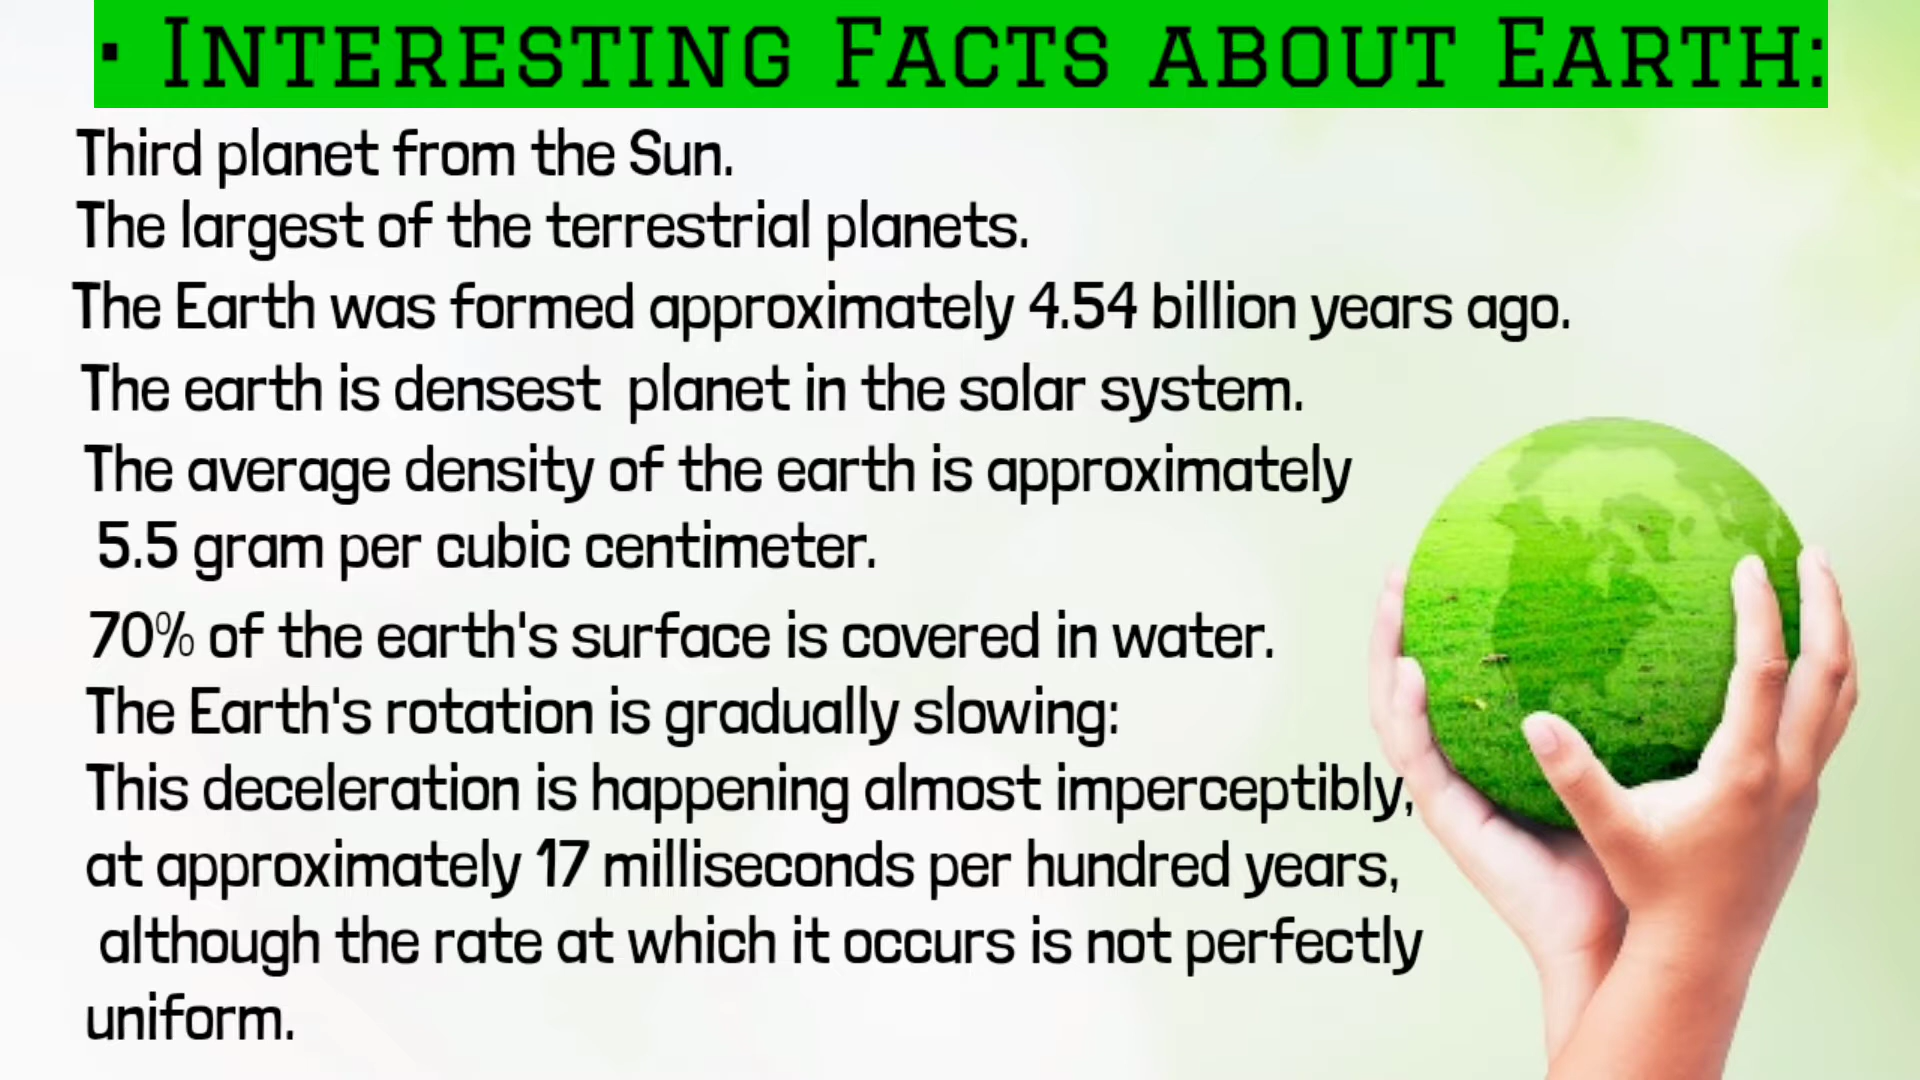 ▪ Interesting Facts about Earth:
Third planet from the Sun.
The largest of the terrestrial planets.
The Earth was formed approximately 4.54 billion years ago.
The earth is densest  planet in the solar system.
The average density of the earth is approximately
5.5 gram per cubic centimeter.
70% of the earth's surface is covered in water.
The Earth's rotation is gradually slowing:
This deceleration is happening almost imperceptibly,
at approximately 17 milliseconds per hundred years,
although the rate at which it occurs is not perfectly
uniform.